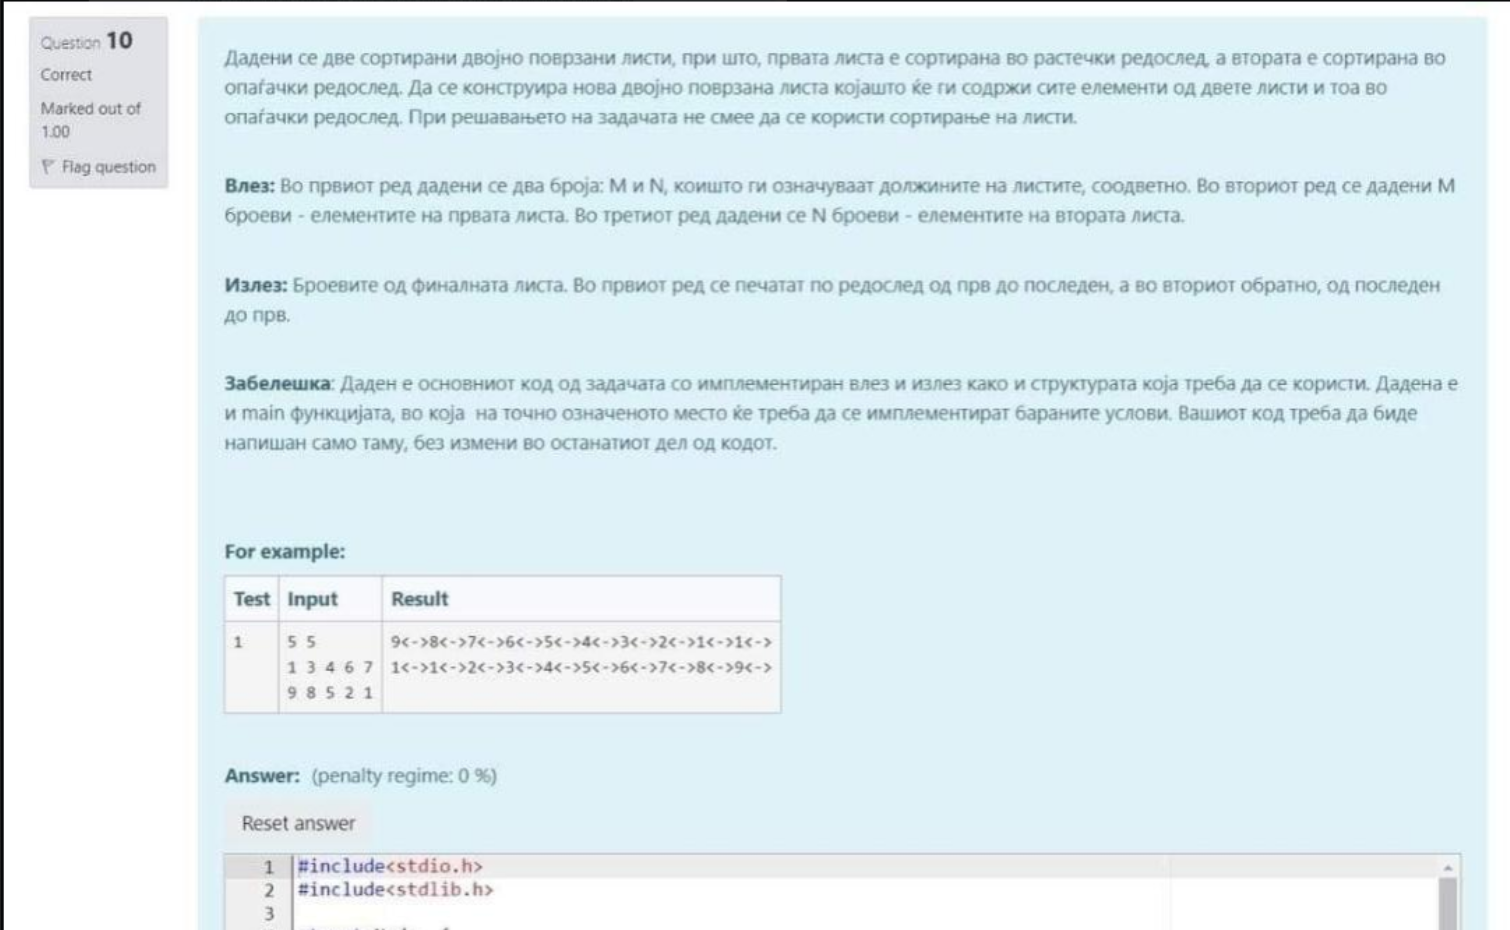 Question 10
Correct
Marked out of
1.00
Flag question
Дадени се две сортирани двојно поврзани листи, при што, првата листа е сортирана во растечки редослед, а втората е сортирана во
опаѓачки редослед. Да се конструира нова двојно поврзана листа којашто ќе ги содржи сите елементи од двете листи и тоа во
опаѓачки редослед. При решавањето на задачата не смее да се користи сортирање на листи.
Влез: Во првиот ред дадени се два броја: M и N, коишто ги означуваат должините на листите, соодветно. Во вториот ред се дадени M
броеви - елементите на првата листа. Во третиот ред дадени се N броеви - елементите на втората листа.
Излез: Броевите од финалната листа. Во првиот ред се печатат по редослед од прв до последен, а во вториот обратно, од последен
до прв.
Забелешка: Даден е основниот код од задачата со имплементиран влез и излез како и структурата која треба да се користи. Дадена е
и main функцијата, во која на точно означеното место ќе треба да се имплементират бараните услови. Вашиот код треба да биде
напишан само таму, без измени во останатиот дел од кодот.
For example:
Test Input Result
1 5 5 9<->8<->7<->6<->5<->4<->3<->2<->1<->1<->
1 3 4 6 7 1<->1<->2<->3<->4<->5<->6<->7<->8<->9<->
9 8 5 2 1
Answer: (penalty regime: 0 %)
Reset answer
1 #include<stdio.h>
2 #include<stdlib.h>
3